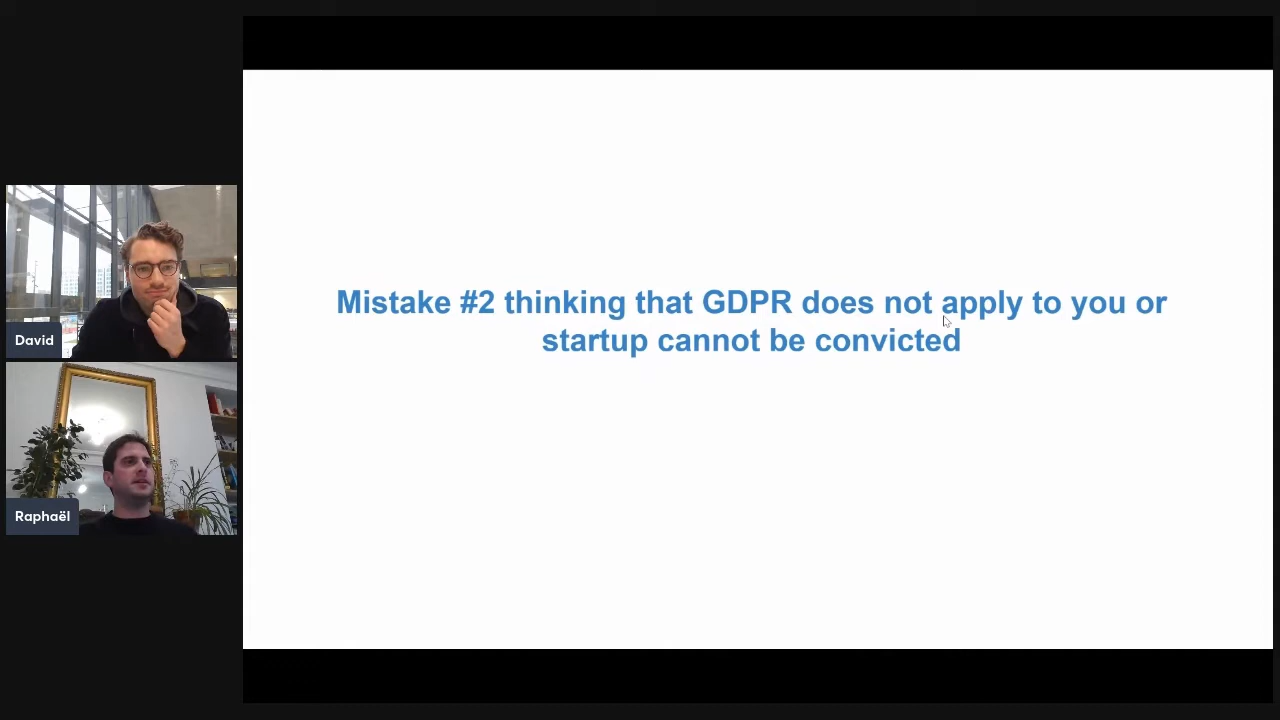 David
Raphaël
Mistake #2 thinking that GDPR does not apply to you or
startup cannot be convicted